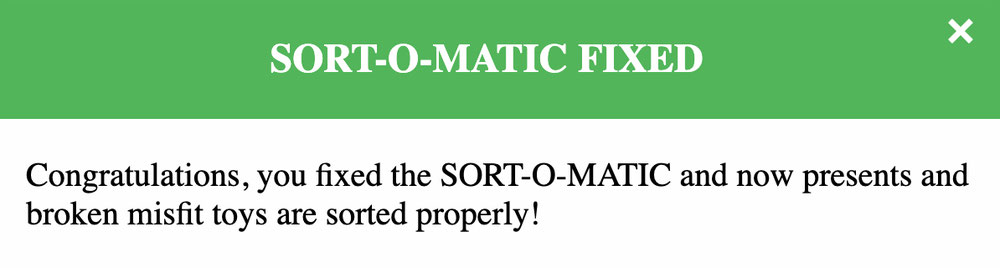 SORT-O-MATIC FIXED
Congratulations, you fixed the SORT-O-MATIC and now presents and
broken misfit toys are sorted properly!